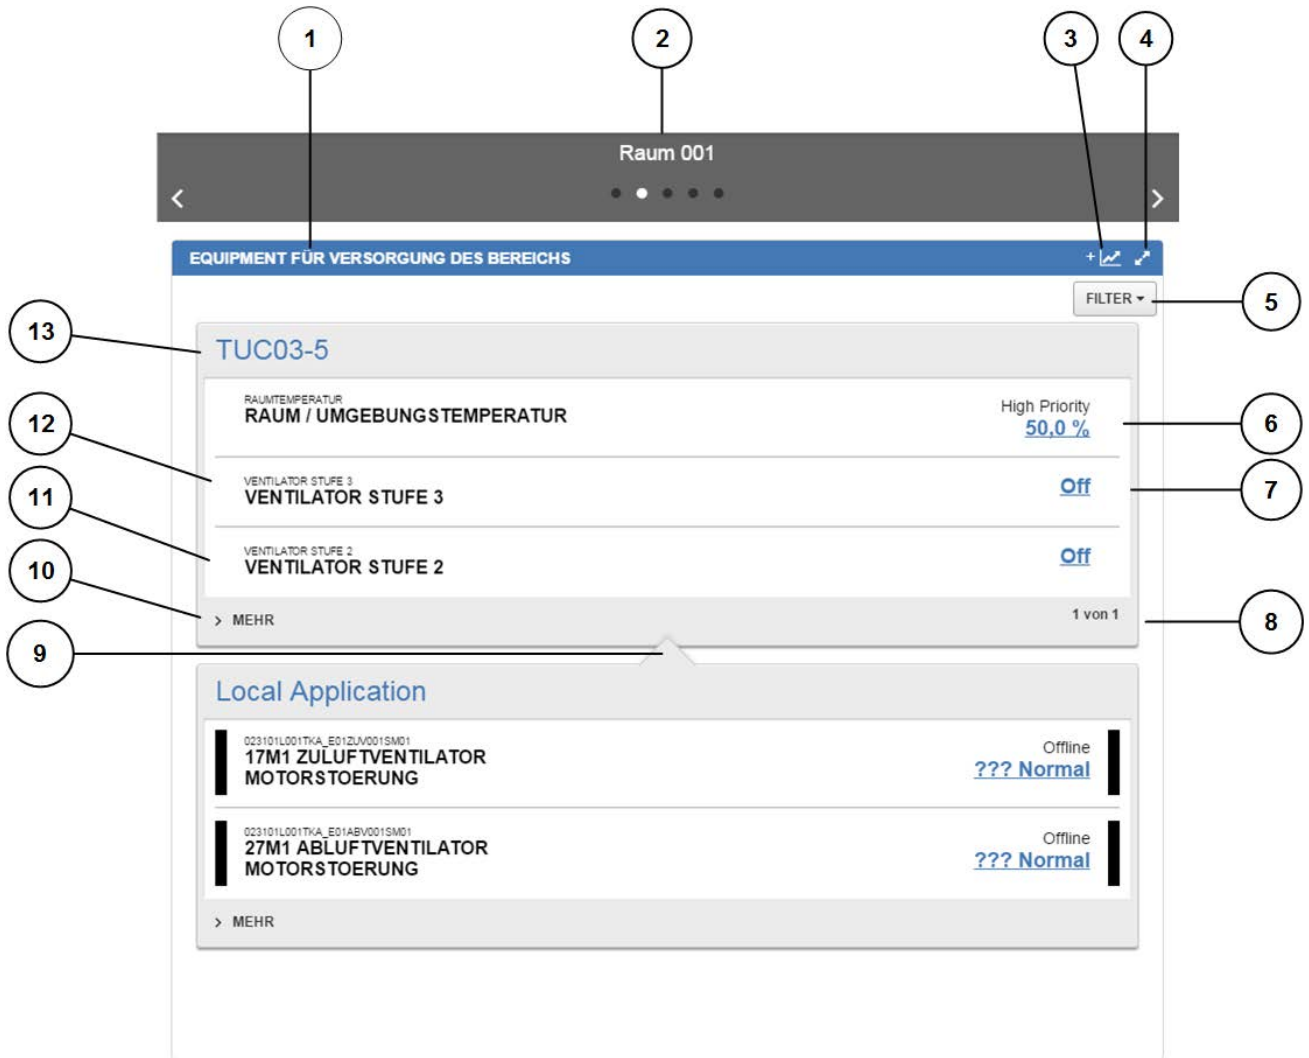 1
2
3
4
Raum 001
EQUIPMENT FÜR VERSORGUNG DES BEREICHS
+
FILTER
5
13
TUC03-5
RAUMTEMPERATUR
RAUM / UMGEBUNGSTEMPERATUR
High Priority
50,0 %
6
12
VENTILATOR STUFE 3
VENTILATOR STUFE 3
Off
7
11
VENTILATOR STUFE 2
VENTILATOR STUFE 2
Off
10
> MEHR
1 von 1
8
9
Local Application
023101L001TKA_E01ZUV001SM01
17M1 ZULUFTVENTILATOR
MOTORSTOERUNG
Offline
??? Normal
023101L001TKA_E01ABV001SM01
27M1 ABLUFTVENTILATOR
MOTORSTOERUNG
Offline
??? Normal
> MEHR